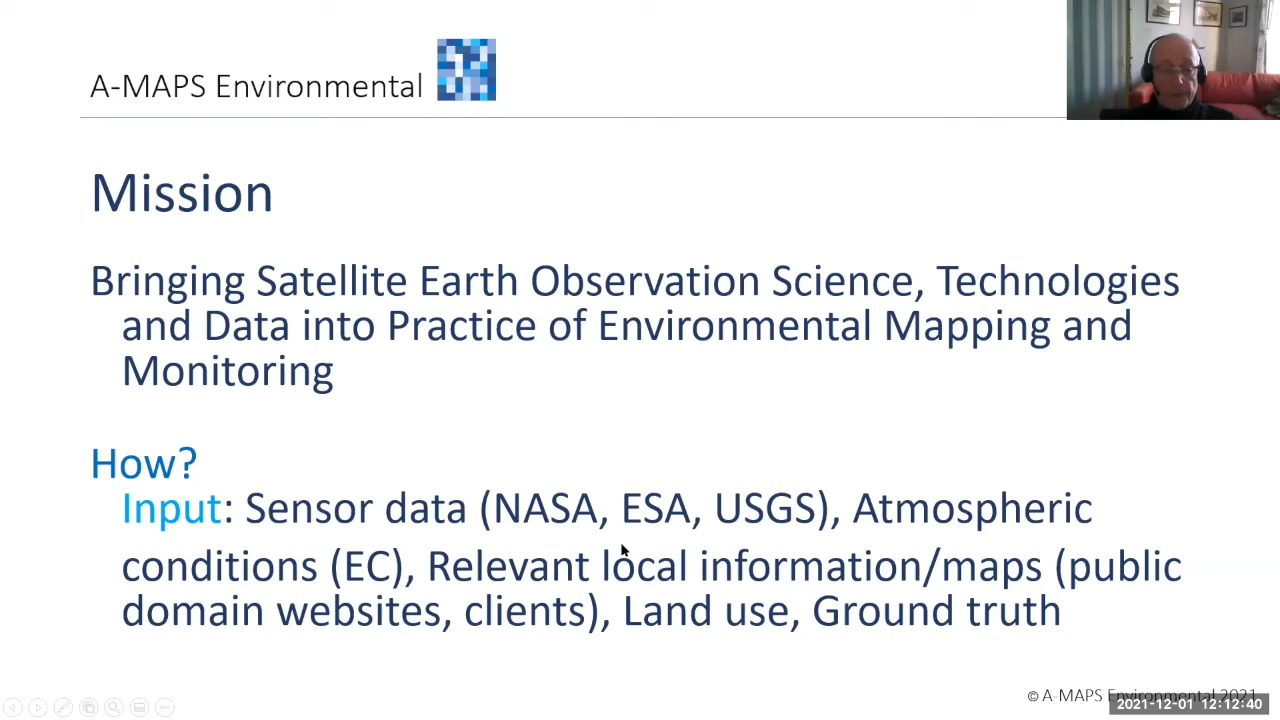 A-MAPS Environmental
Mission
Bringing Satellite Earth Observation Science, Technologies
and Data into Practice of Environmental Mapping and
Monitoring
How?
Input: Sensor data (NASA, ESA, USGS), Atmospheric
conditions (EC), Relevant local information/maps (public
domain websites, clients), Land use, Ground truth
© A-MAPS Environmental 2021
2021-12-01 12:12:40